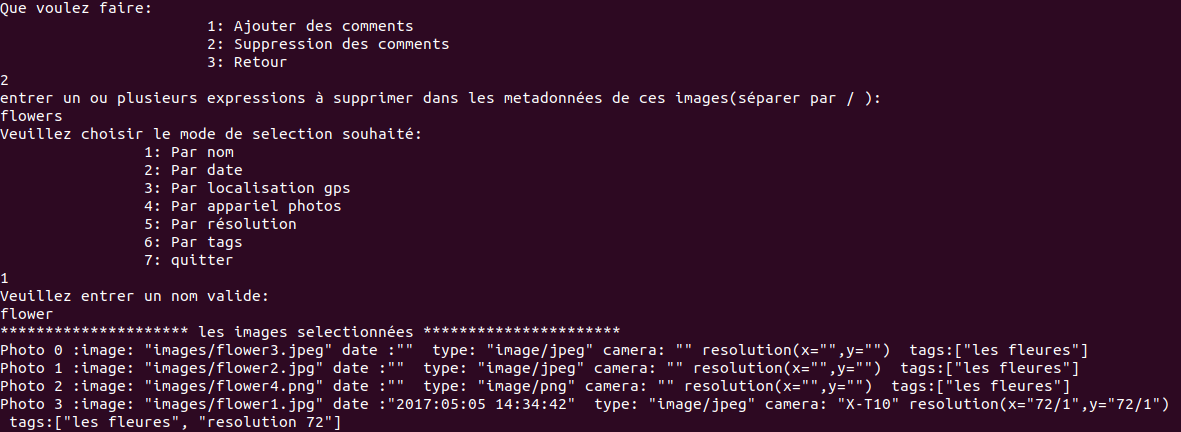 Que voulez faire:
1: Ajouter des comments
2: Suppression des comments
3: Retour
2
entrer un ou plusieurs expressions à supprimer dans les metadonnées de ces images(séparer par / ):
flowers
Veuillez choisir le mode de selection souhaité:
1: Par nom
2: Par date
3: Par localisation gps
4: Par appariel photos
5: Par résolution
6: Par tags
7: quitter
1
Veuillez entrer un nom valide:
flower
********************* les images selectionnées **********************
Photo 0 :image: "images/flower3.jpeg" date :""  type: "image/jpeg" camera: "" resolution(x="",y="")  tags:["les fleures"]
Photo 1 :image: "images/flower2.jpg" date :""  type: "image/jpeg" camera: "" resolution(x="",y="")  tags:["les fleures"]
Photo 2 :image: "images/flower4.png" date :""  type: "image/png" camera: "" resolution(x="",y="")  tags:["les fleures"]
Photo 3 :image: "images/flower1.jpg" date :"2017:05:05 14:34:42"  type: "image/jpeg" camera: "X-T10" resolution(x="72/1",y="72/1")
tags:["les fleures", "resolution 72"]